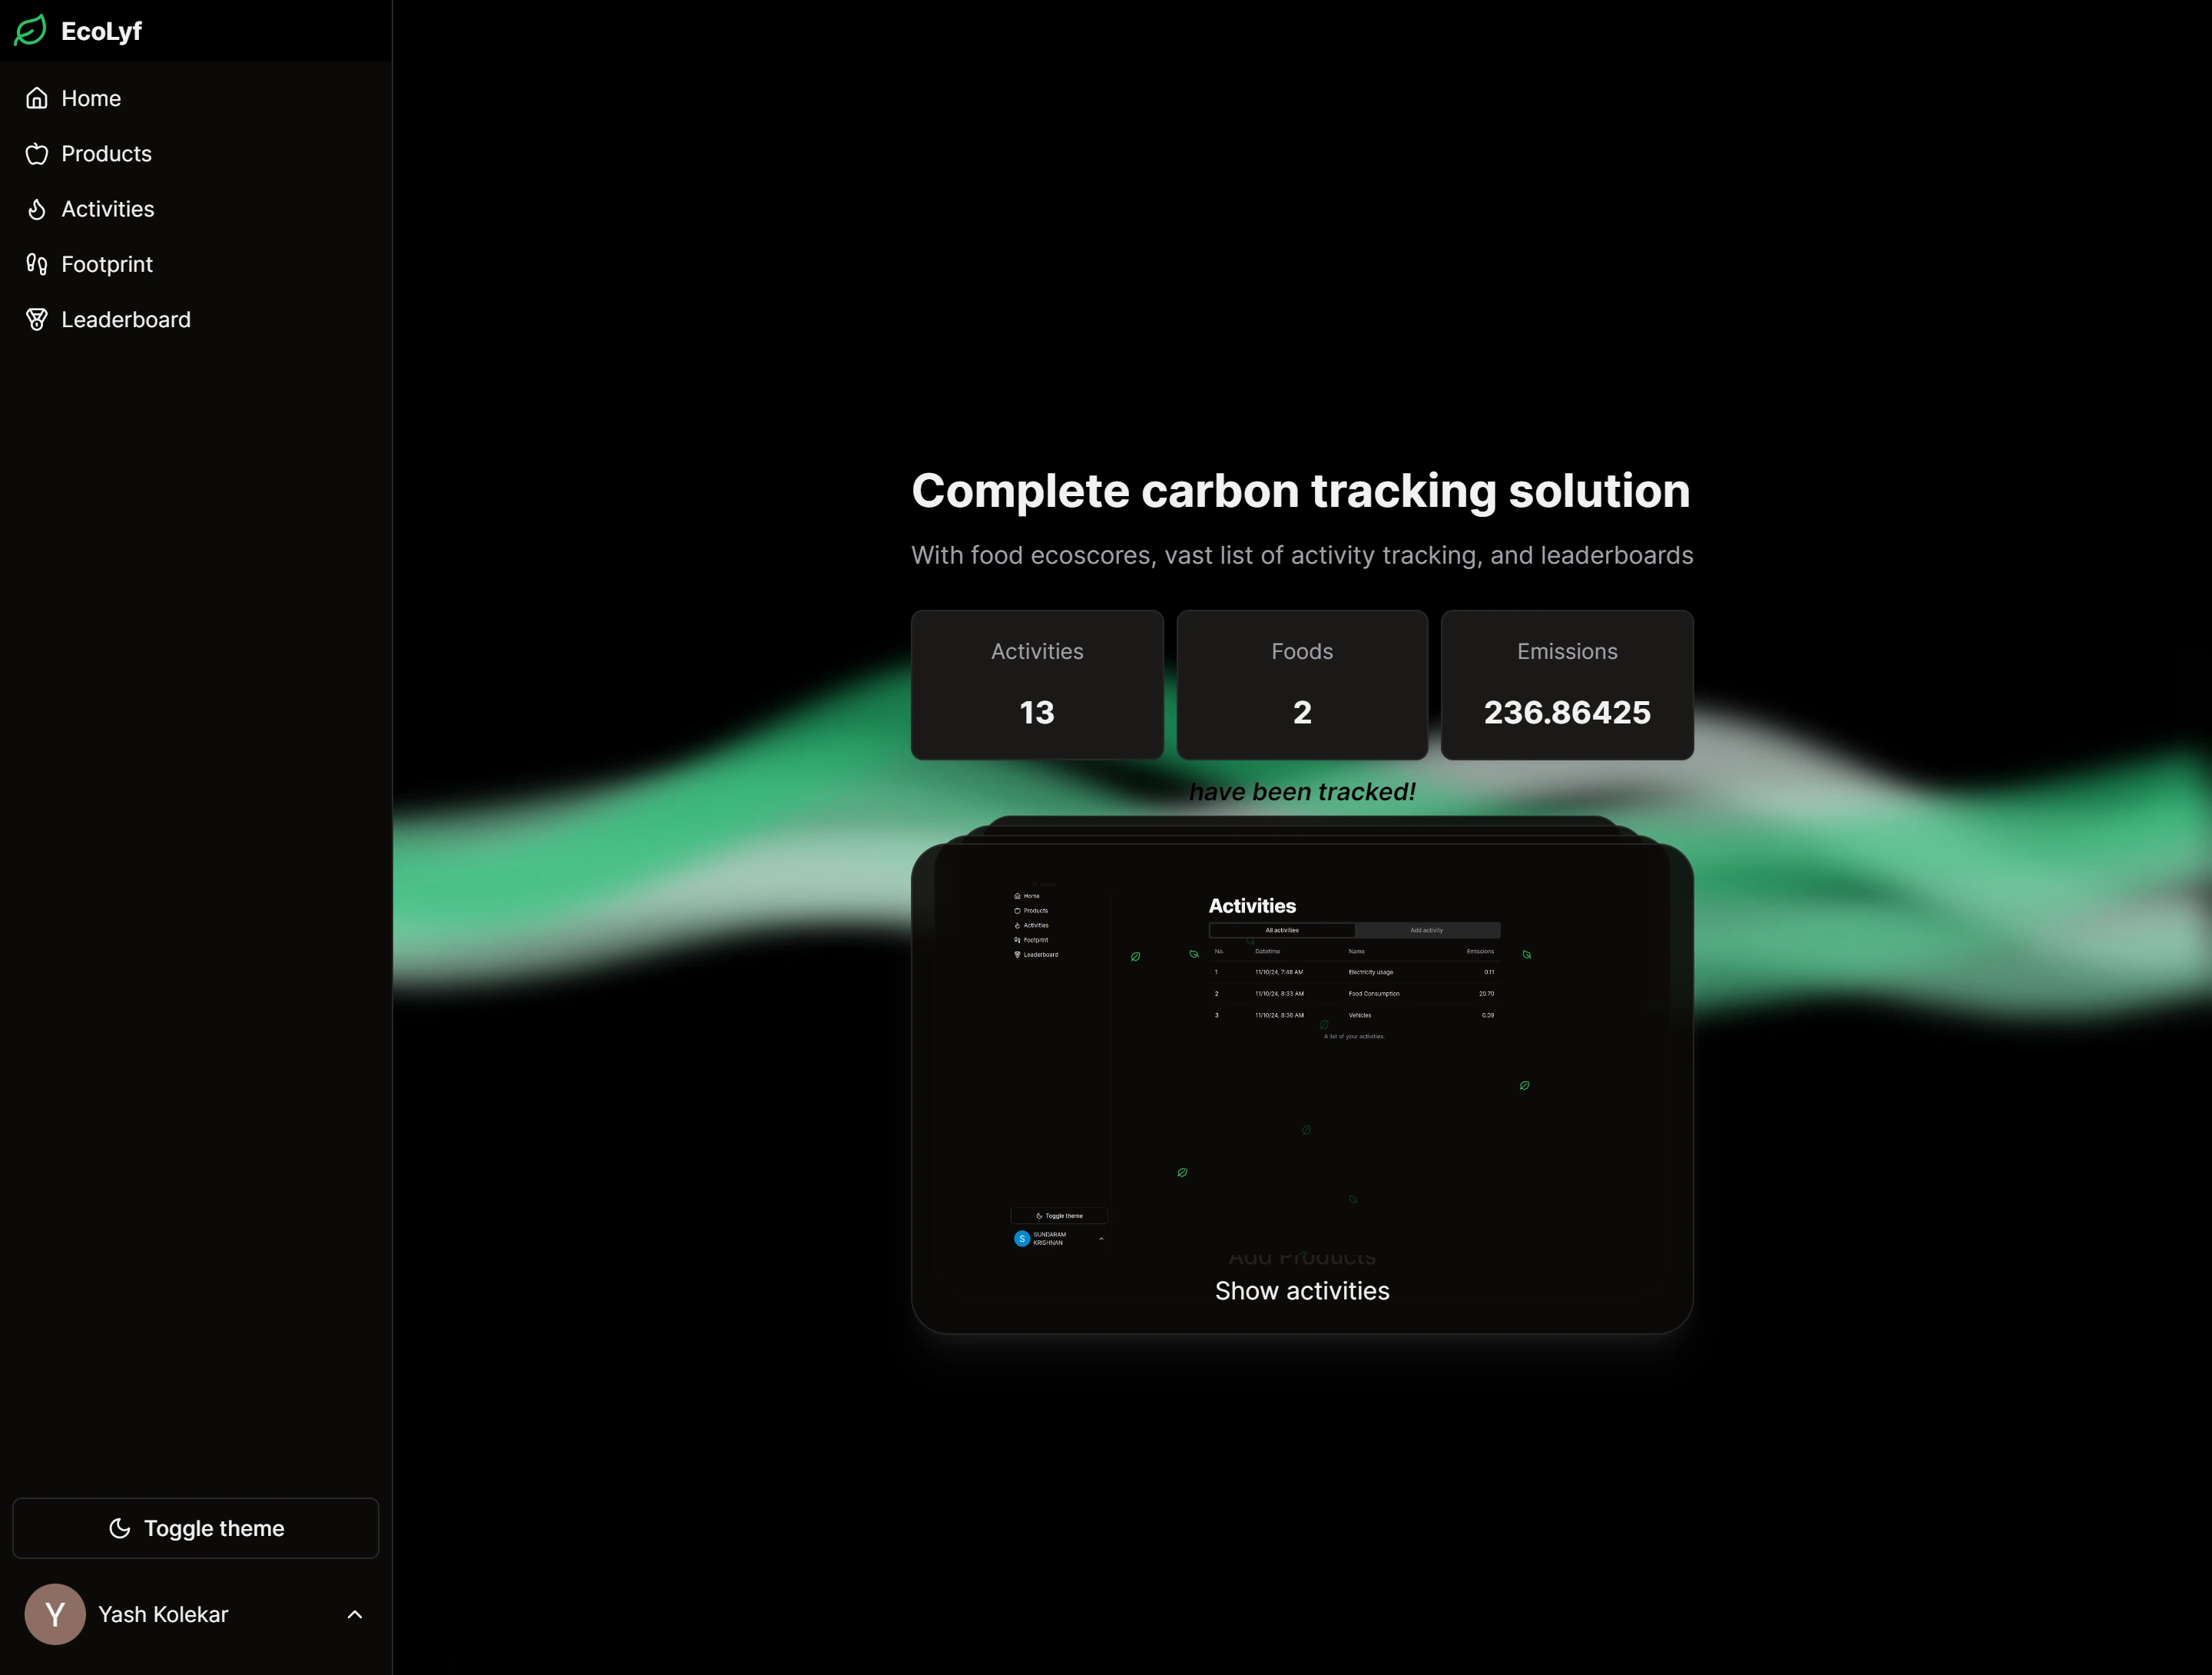 EcoLyf
Home
Products
Activities
Footprint
Leaderboard
Toggle theme
Y
Yash Kolekar
Complete carbon tracking solution
With food ecoscores, vast list of activity tracking, and leaderboards
Activities
Foods
Emissions
13
2
236.86425
have been tracked!
Home
Products
Activities
Footprint
Leaderboard
Toggle theme
S
SUNDARAM
KRISHNAN
Activities
All activities
Add activity
No.
Datetime
Name
Emissions
1
11/10/24, 7:48 AM
Electricity usage
0.11
2
11/10/24, 8:33 AM
Food Consumption
20.70
3
11/10/24, 8:36 AM
Vehicles
0.09
A list of your activities.
Add Products
Show activities